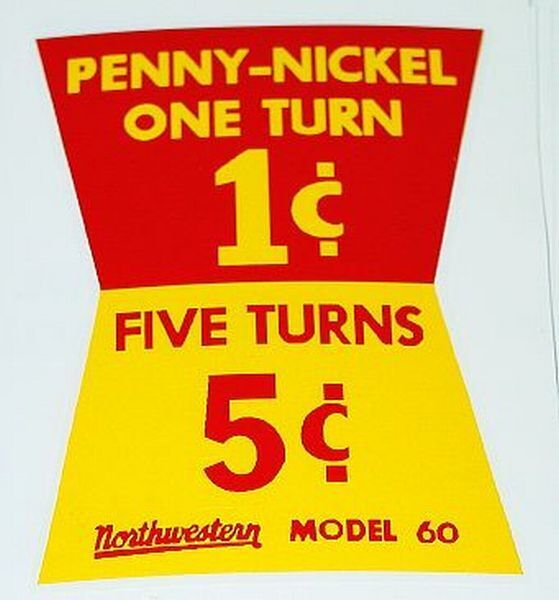 PENNY-NICKEL
ONE TURN
1¢
FIVE TURNS
5¢
Northwestern MODEL 60